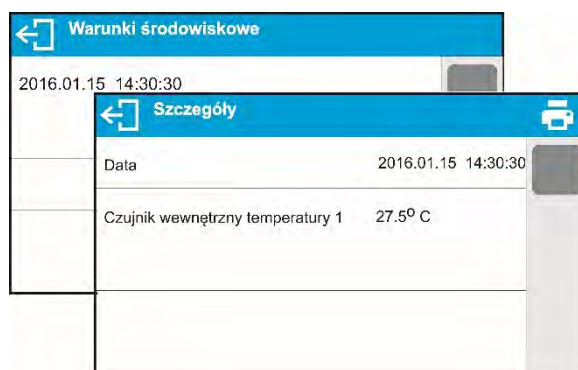 Warunki środowiskowe
2016.01.15 14:30:30
Szczegóły
Data 2016.01.15 14:30:30
Czujnik wewnętrzny temperatury 1 27.5⁰ C